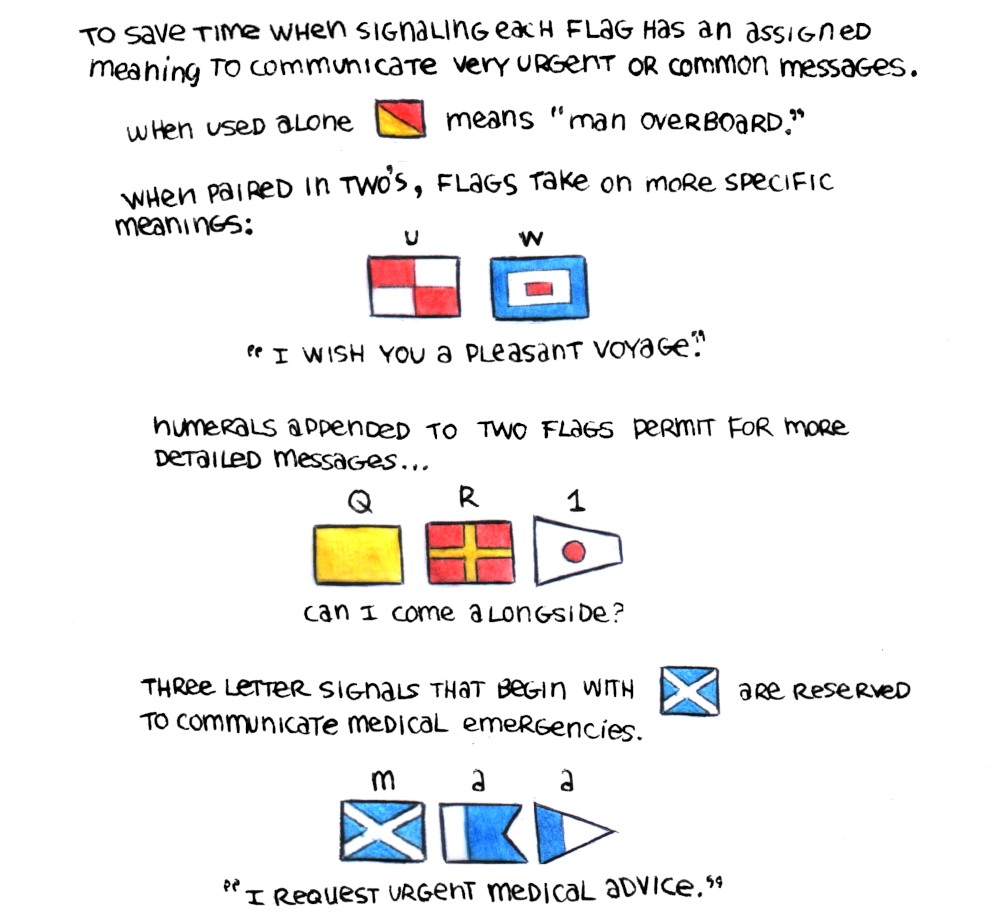 TO SAVE TIME WHEN SIGNALING EACH FLAG HAS AN ASSIGNED
MEANING TO COMMUNICATE VERY URGENT OR COMMON MESSAGES.
WHEN USED ALONE MEANS "MAN OVERBOARD."
WHEN PAIRED IN TWO'S, FLAGS TAKE ON MORE SPECIFIC
MEANINGS:
U W
"I WISH YOU A PLEASANT VOYAGE."
NUMERALS APPENDED TO TWO FLAGS PERMIT FOR MORE
DETAILED MESSAGES...
Q R 1
CAN I COME ALONGSIDE?
THREE LETTER SIGNALS THAT BEGIN WITH ARE RESERVED
TO COMMUNICATE MEDICAL EMERGENCIES.
M A A
"I REQUEST URGENT MEDICAL ADVICE."